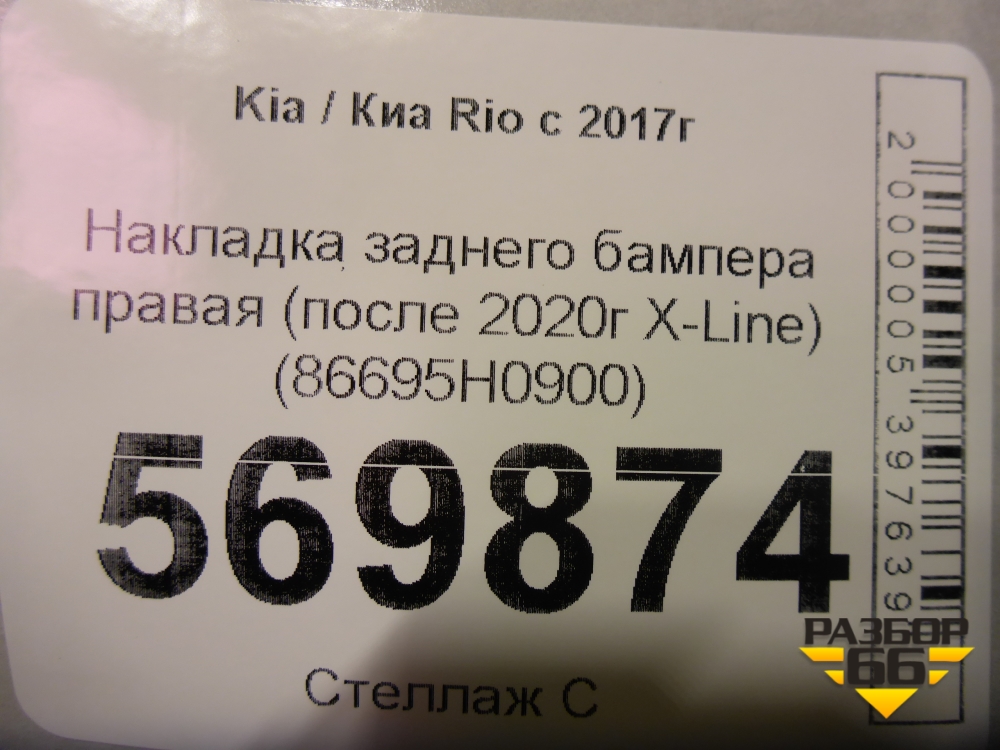 Kia / Киа Rio с 2017г
Накладка заднего бампера
правая (после 2020г X-Line)
(86695H0900)
569874
Стеллаж С
2000005397639
РАЗБОР
66